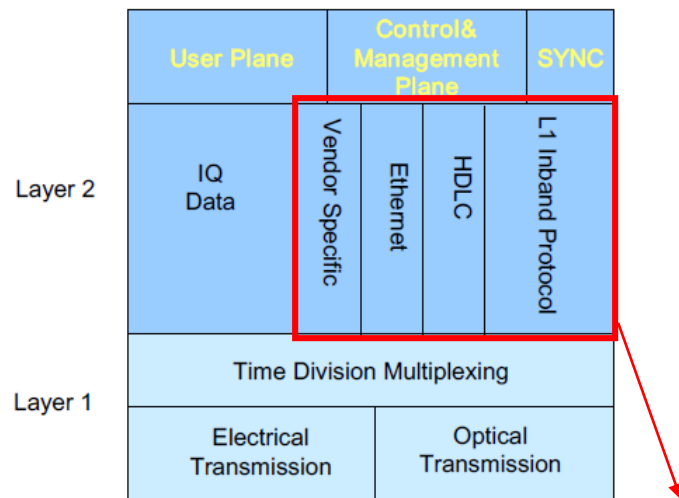 User Plane
Control&
Management
Plane
SYNC
Layer 2
IQ
Data
Vendor Specific
Ethernet
HDLC
L1 Inband Protocol
Layer 1
Time Division Multiplexing
Electrical
Transmission
Optical
Transmission